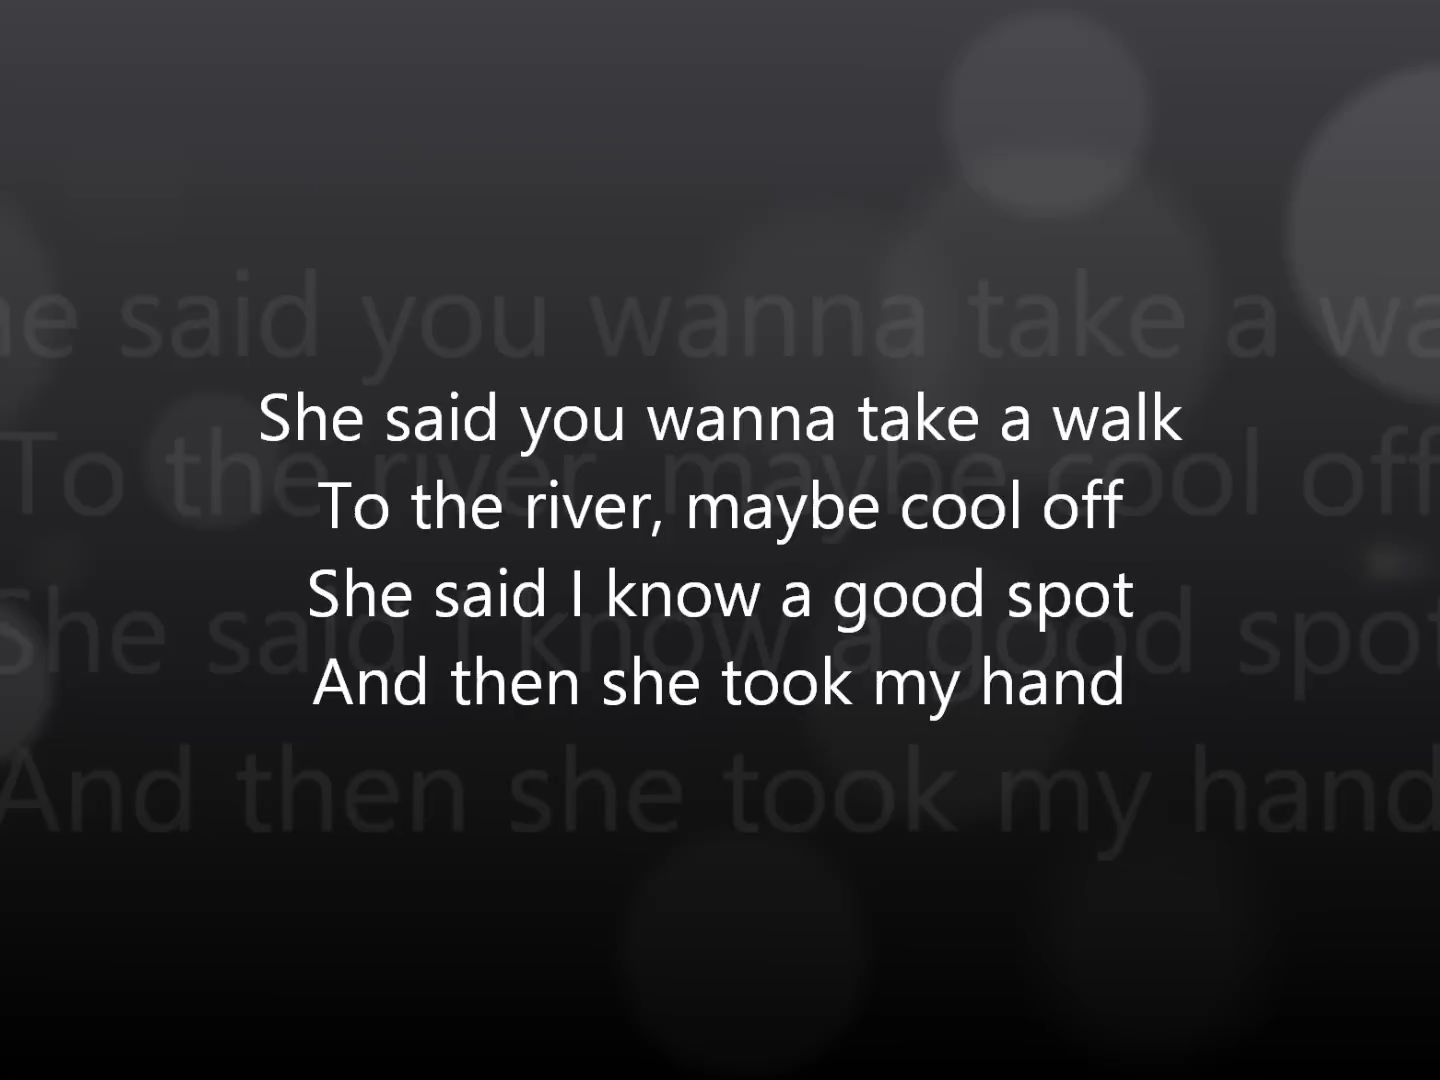 She said you wanna take a walk
To the river, maybe cool off
She said I know a good spot
And then she took my hand